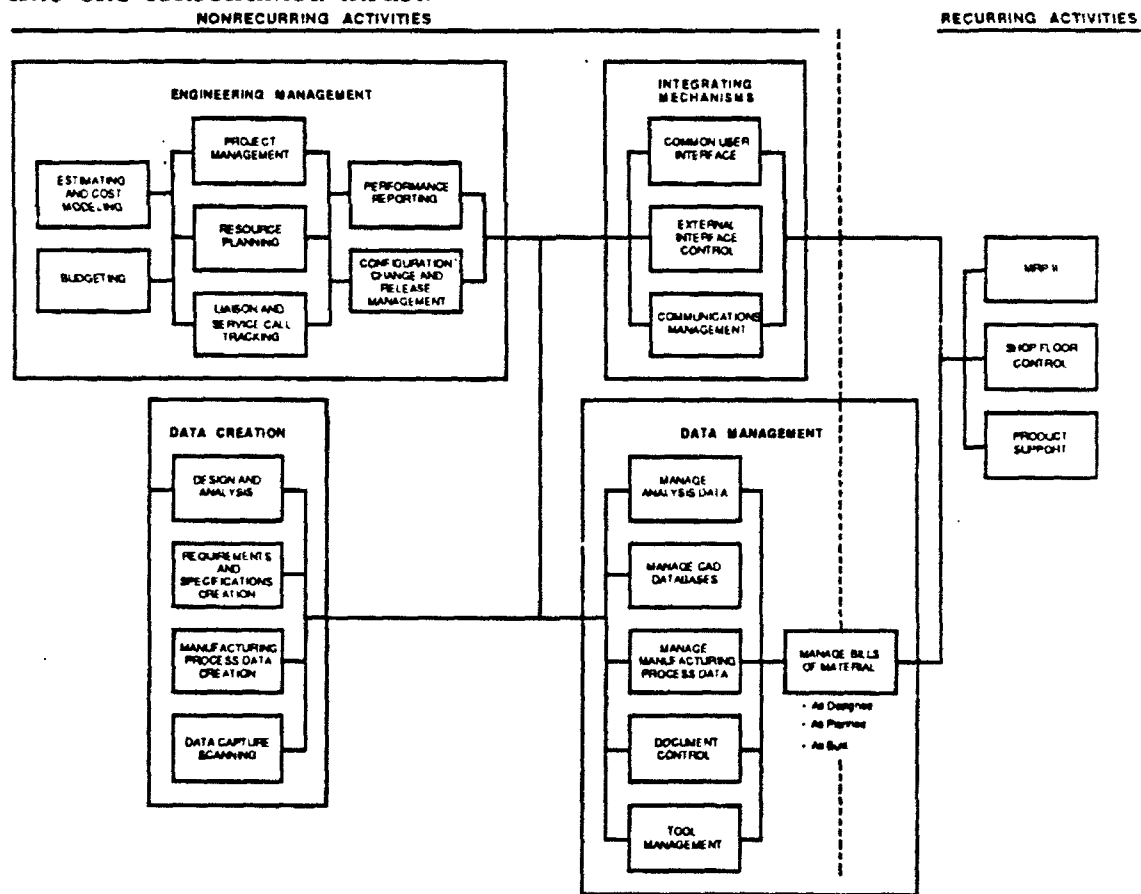 NONRECURRING ACTIVITIES
RECURRING ACTIVITIES
ENGINEERING MANAGEMENT
ESTIMATING
AND COST
MODELING
BUDGETING
PROJECT
MANAGEMENT
RESOURCE
PLANNING
LIAISON AND
SERVICE CALL
TRACKING
PERFORMANCE
REPORTING
CONFIGURATION
CHANGE AND
RELEASE
MANAGEMENT
INTEGRATING
MECHANISMS
COMMON USER
INTERFACE
EXTERNAL
INTERFACE
CONTROL
COMMUNICATIONS
MANAGEMENT
MRP II
SHOP FLOOR
CONTROL
PRODUCT
SUPPORT
DATA CREATION
DESIGN AND
ANALYSIS
REQUIREMENTS
AND
SPECIFICATIONS
CREATION
MANUFACTURING
PROCESS DATA
CREATION
DATA CAPTURE
SCANNING
DATA MANAGEMENT
MANAGE
ANALYSIS DATA
MANAGE CAD
DATABASES
MANAGE
MANUFACTURING
PROCESS DATA
DOCUMENT
CONTROL
TOOL
MANAGEMENT
MANAGE BILLS
OF MATERIAL
• As Designed
• As Planned
• As Built